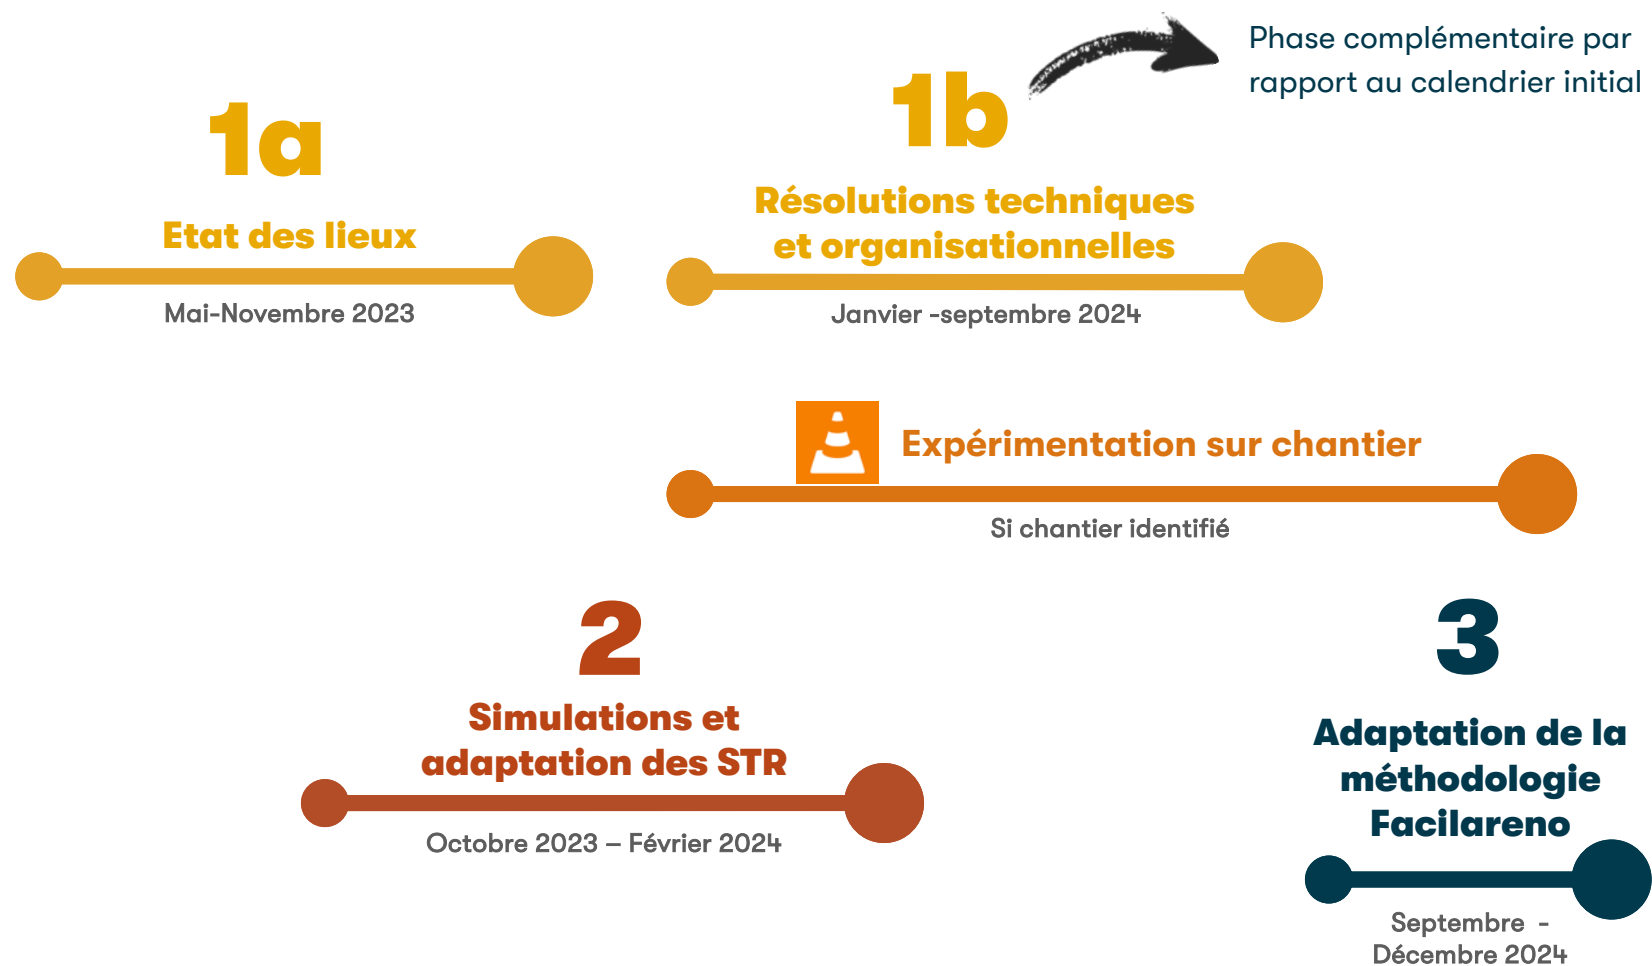 Phase complémentaire par
rapport au calendrier initial
1a
Etat des lieux
Mai-Novembre 2023
1b
Résolutions techniques
et organisationnelles
Janvier -septembre 2024
Expérimentation sur chantier
Si chantier identifié
2
Simulations et
adaptation des STR
Octobre 2023 – Février 2024
3
Adaptation de la
méthodologie
Facilareno
Septembre -
Décembre 2024